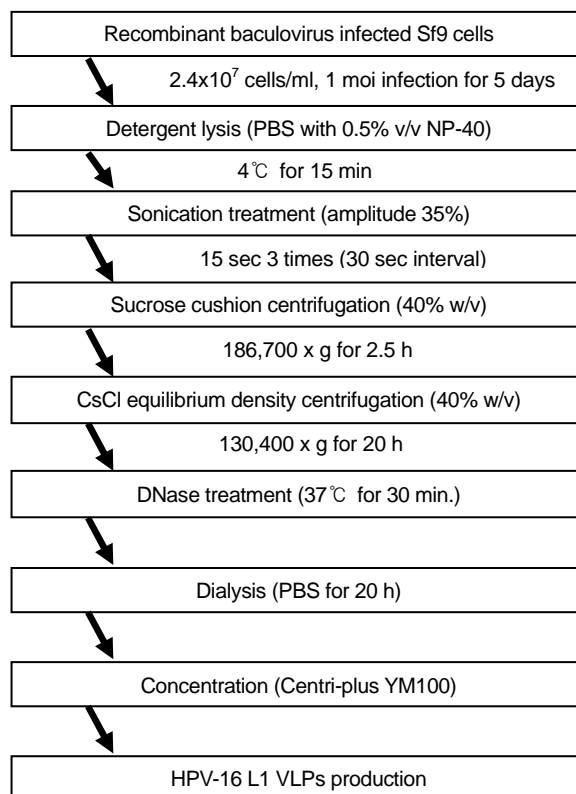 Recombinant baculovirus infected Sf9 cells
2.4x10⁷ cells/ml, 1 moi infection for 5 days
Detergent lysis (PBS with 0.5% v/v NP-40)
4℃ for 15 min
Sonication treatment (amplitude 35%)
15 sec 3 times (30 sec interval)
Sucrose cushion centrifugation (40% w/v)
186,700 x g for 2.5 h
CsCl equilibrium density centrifugation (40% w/v)
130,400 x g for 20 h
DNase treatment (37℃ for 30 min.)
Dialysis (PBS for 20 h)
Concentration (Centri-plus YM100)
HPV-16 L1 VLPs production